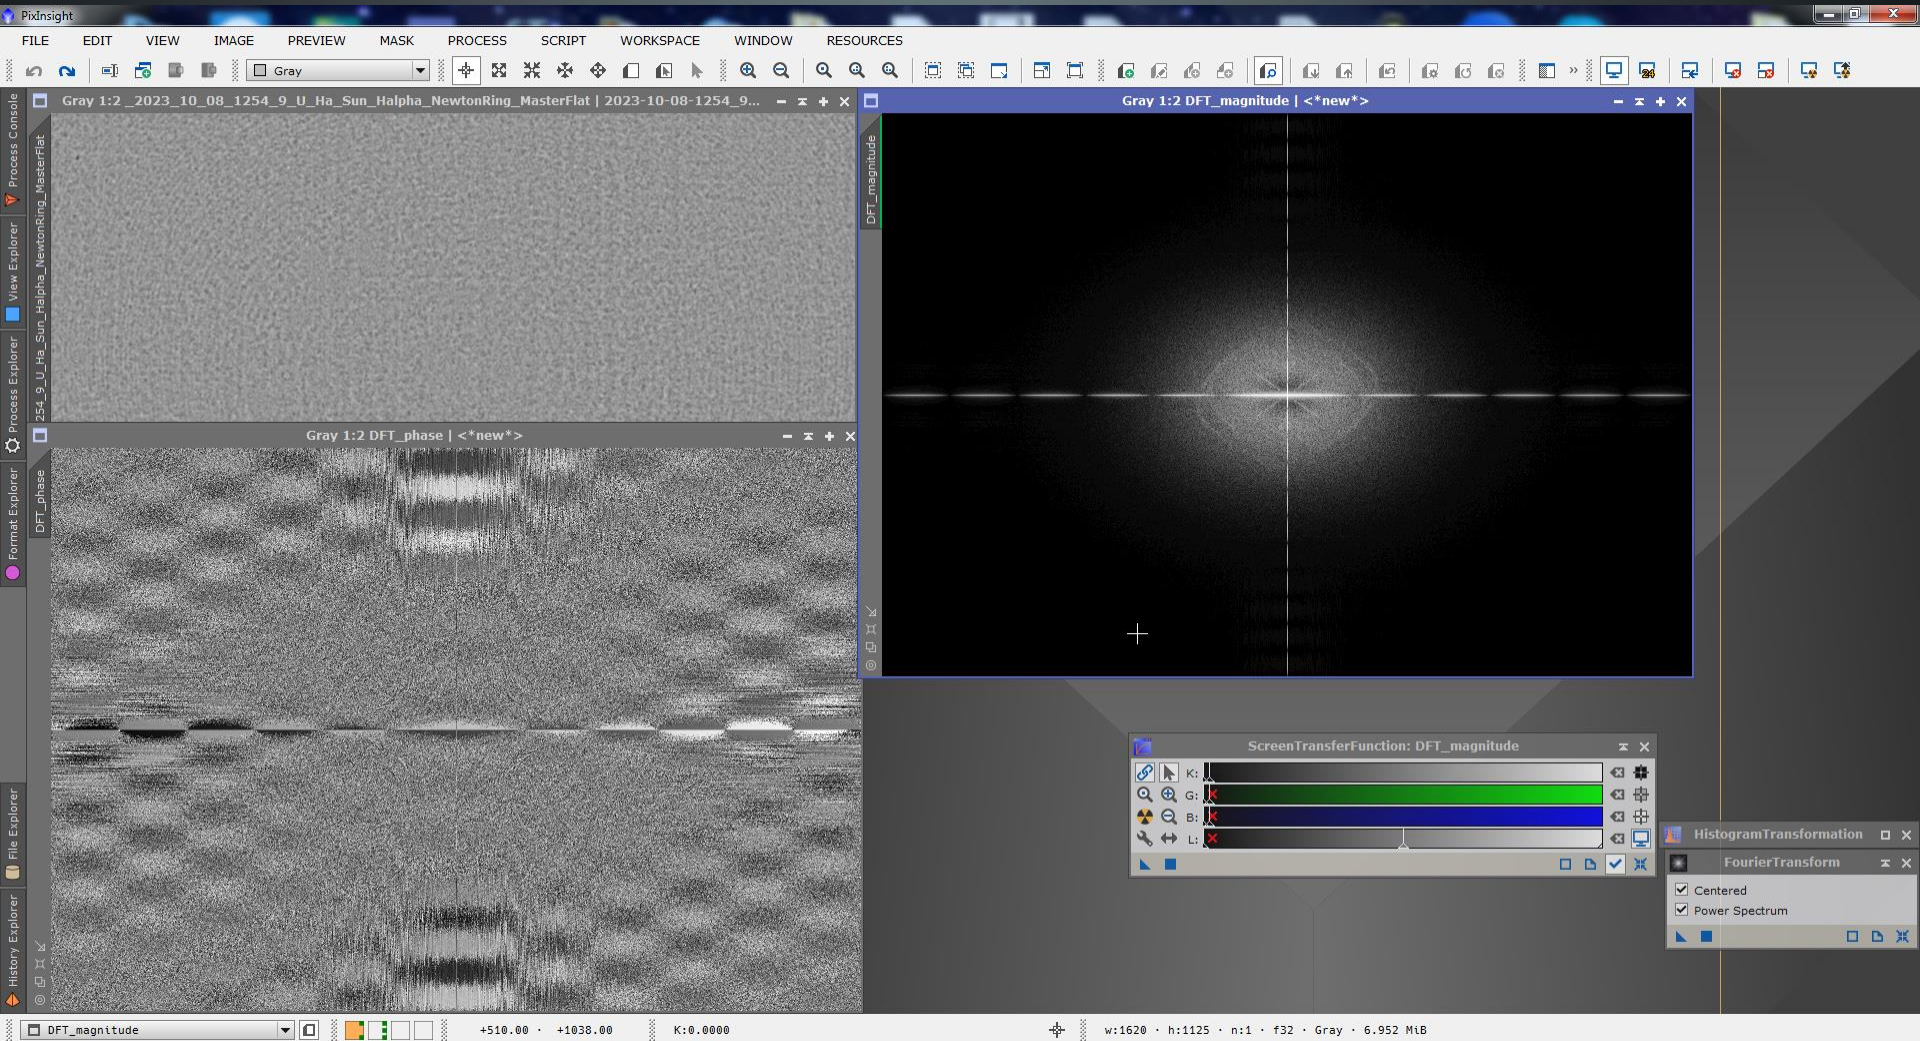 PixInsight
FILE EDIT VIEW IMAGE PREVIEW MASK PROCESS SCRIPT WORKSPACE WINDOW RESOURCES
Gray
Process Console
View Explorer
Process Explorer
Format Explorer
File Explorer
History Explorer
Gray 1:2 _2023_10_08_1254_9_U_Ha_Sun_Halpha_NewtonRing_MasterFlat | 2023-10-08-1254_9...
254_9_U_Ha_Sun_Halpha_NewtonRing_MasterFlat
Gray 1:2 DFT_magnitude | <*new*>
DFT_magnitude
Gray 1:2 DFT_phase | <*new*>
DFT_phase
ScreenTransferFunction: DFT_magnitude
K:
G:
B:
L:
HistogramTransformation
FourierTransform
Centered
Power Spectrum
DFT_magnitude
+510.00 · +1038.00
K:0.0000
w:1620 · h:1125 · n:1 · f32 · Gray · 6.952 MiB